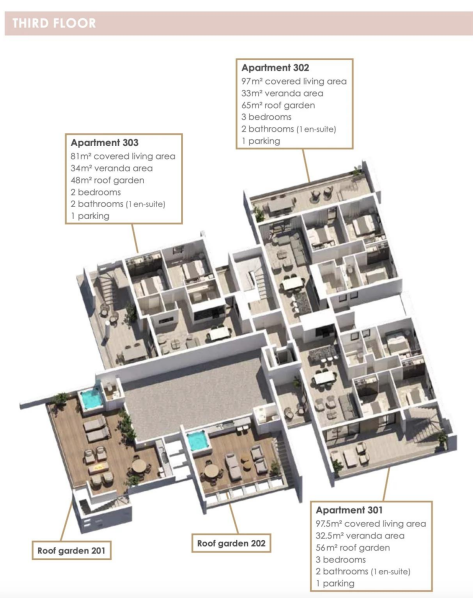 THIRD FLOOR
Apartment 302
97m² covered living area
33m² veranda area
65m² roof garden
3 bedrooms
2 bathrooms (1 en-suite)
1 parking
Apartment 303
81m² covered living area
34m² veranda area
48m² roof garden
2 bedrooms
2 bathrooms (1 en-suite)
1 parking
Roof garden 201
Roof garden 202
Apartment 301
97.5m² covered living area
32.5m² veranda area
56m² roof garden
3 bedrooms
2 bathrooms (1 en-suite)
1 parking